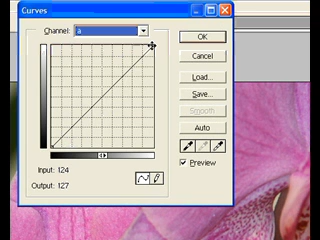 Curves
Channel: a
OK
Cancel
Load...
Save...
Smooth
Auto
Preview
Input: 124
Output: 127